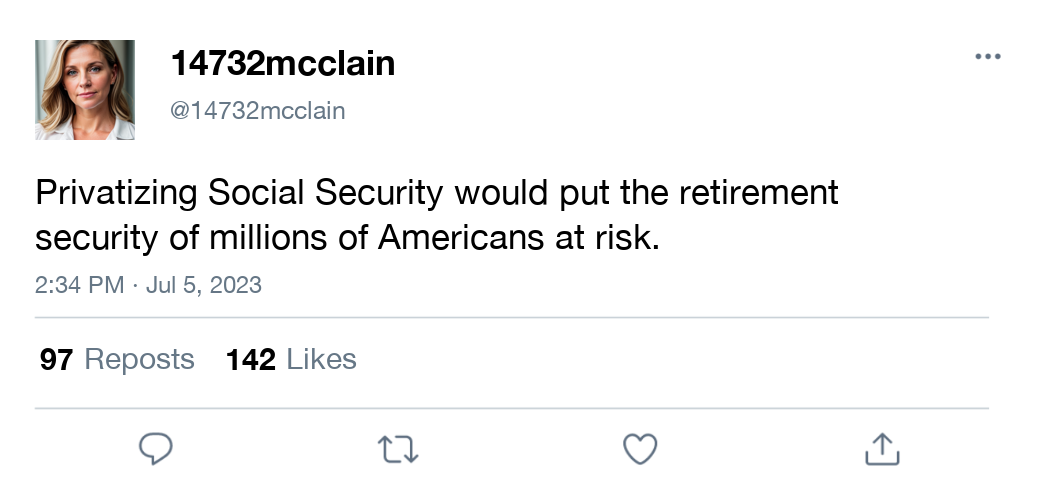 14732mcclain
@14732mcclain
Privatizing Social Security would put the retirement
security of millions of Americans at risk.
2:34 PM · Jul 5, 2023
97 Reposts 142 Likes